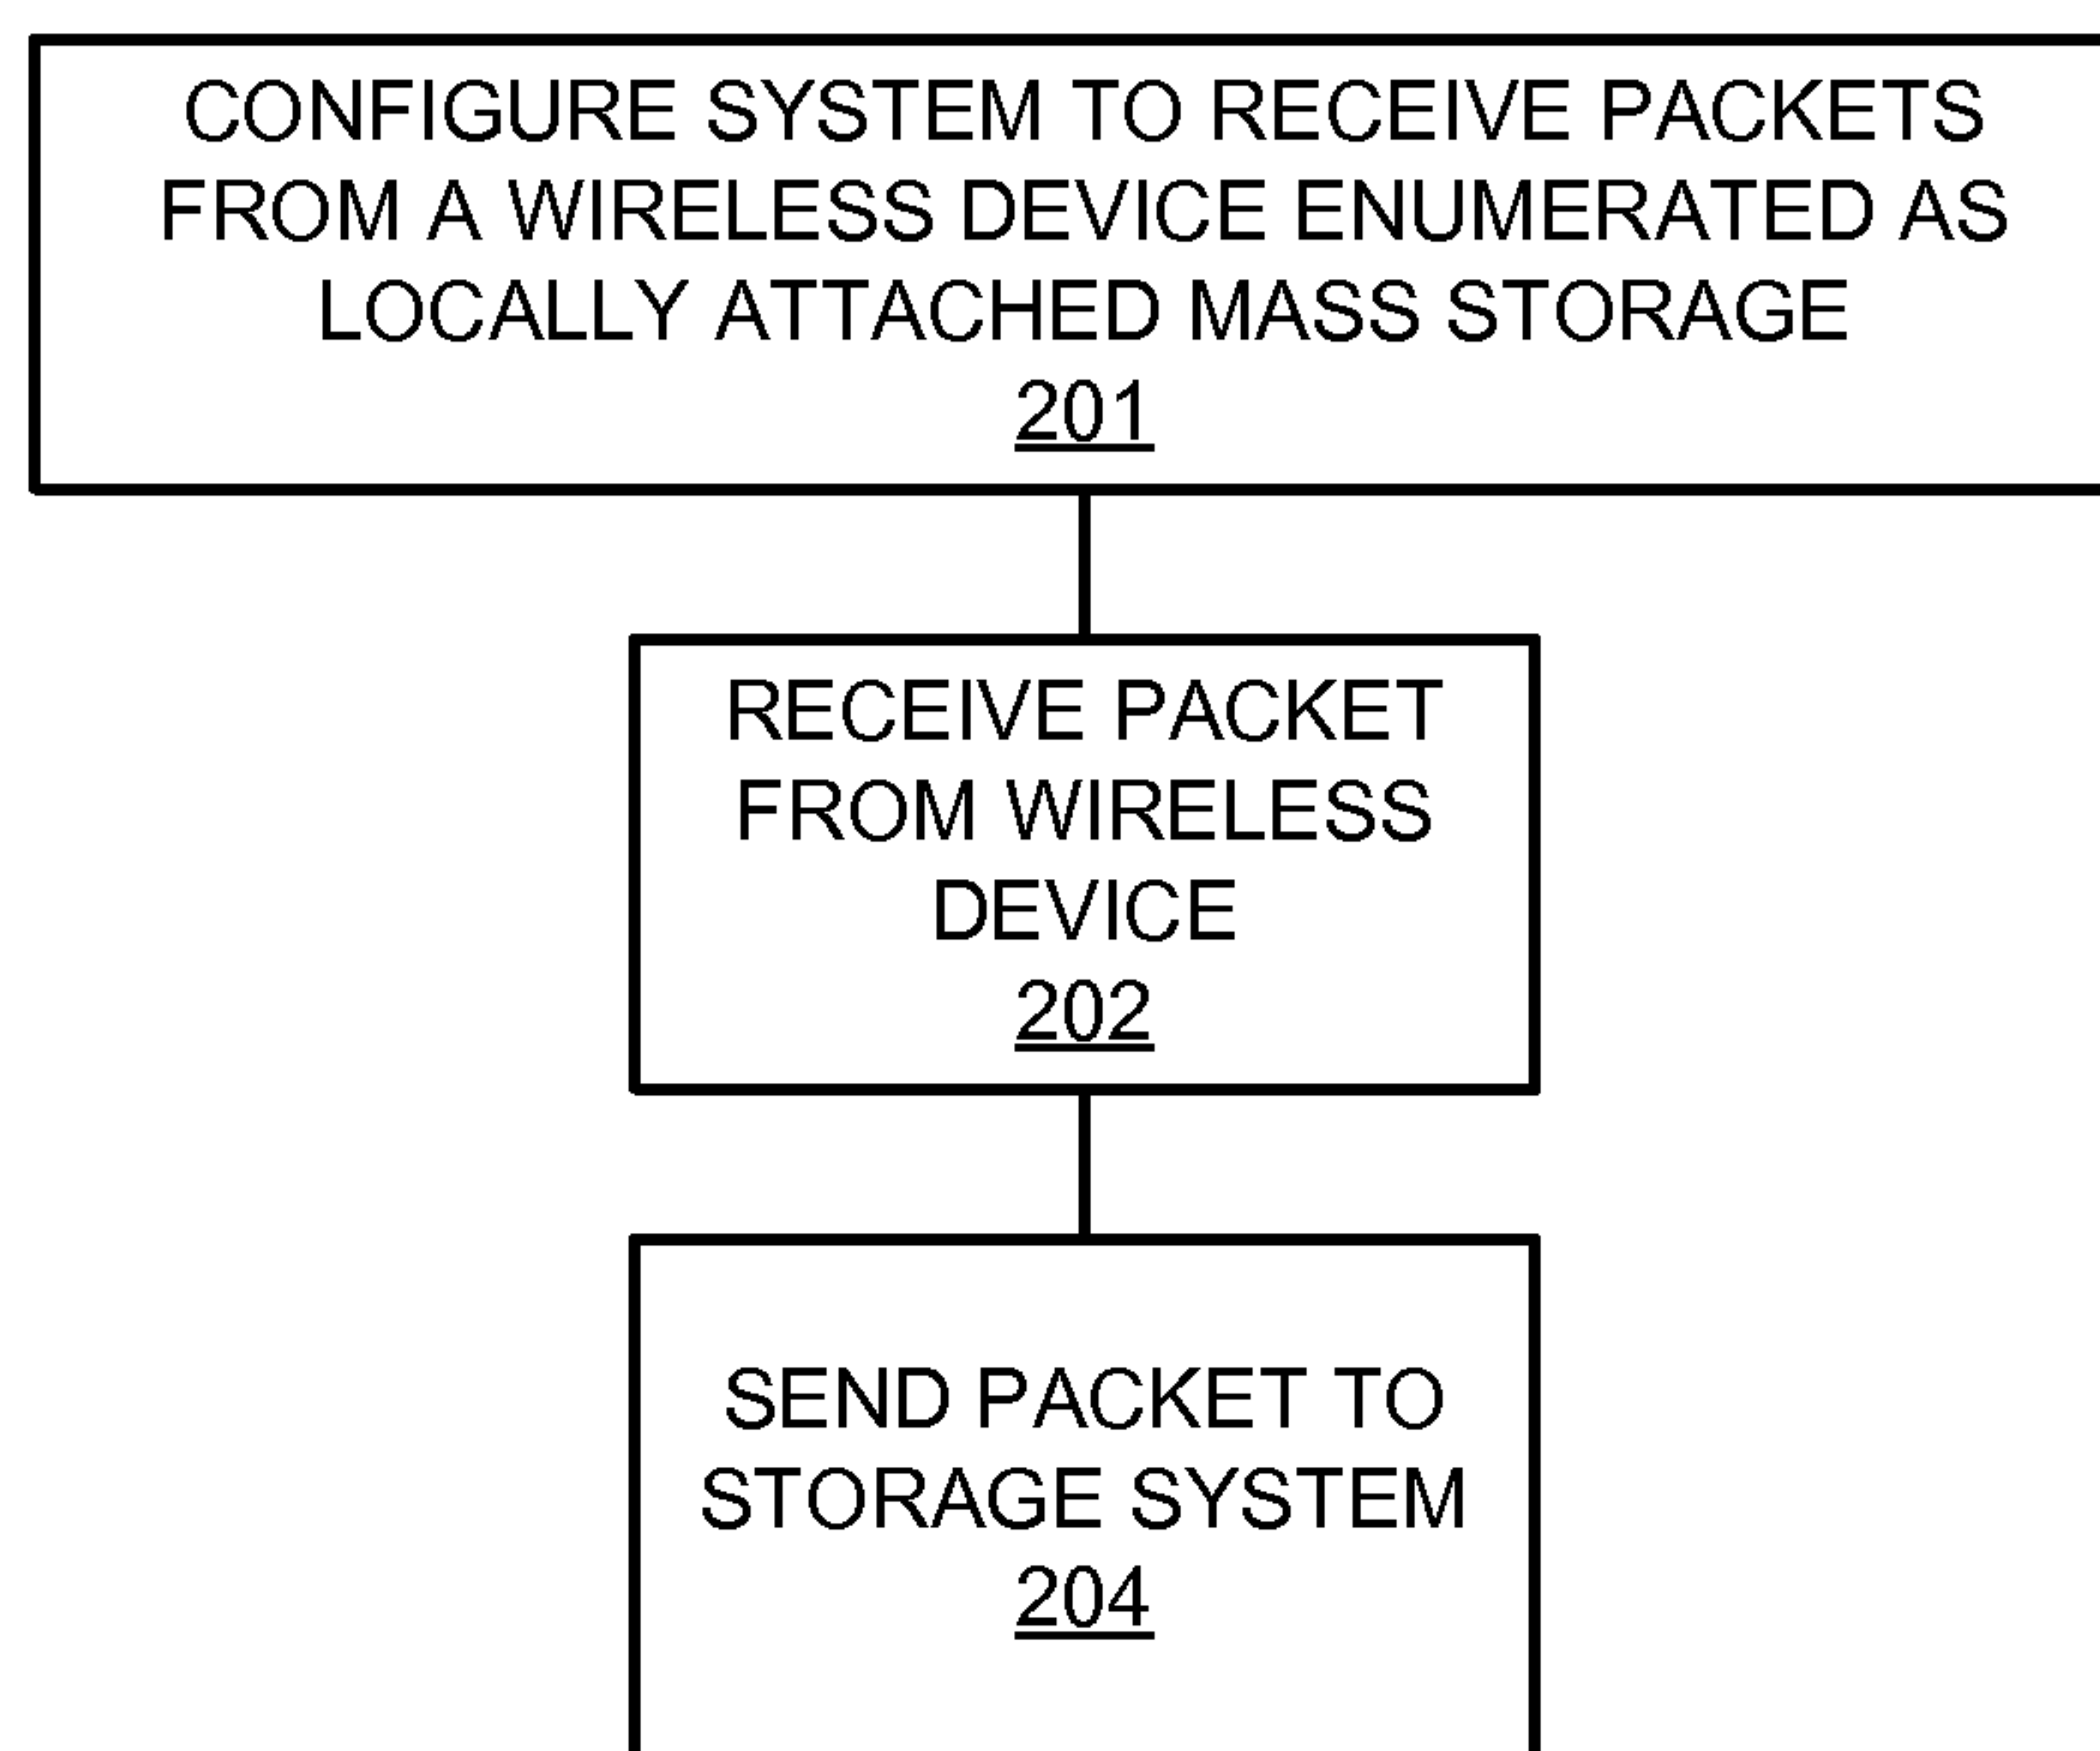 CONFIGURE SYSTEM TO RECEIVE PACKETS
FROM A WIRELESS DEVICE ENUMERATED AS
LOCALLY ATTACHED MASS STORAGE
201
RECEIVE PACKET
FROM WIRELESS
DEVICE
202
SEND PACKET TO
STORAGE SYSTEM
204